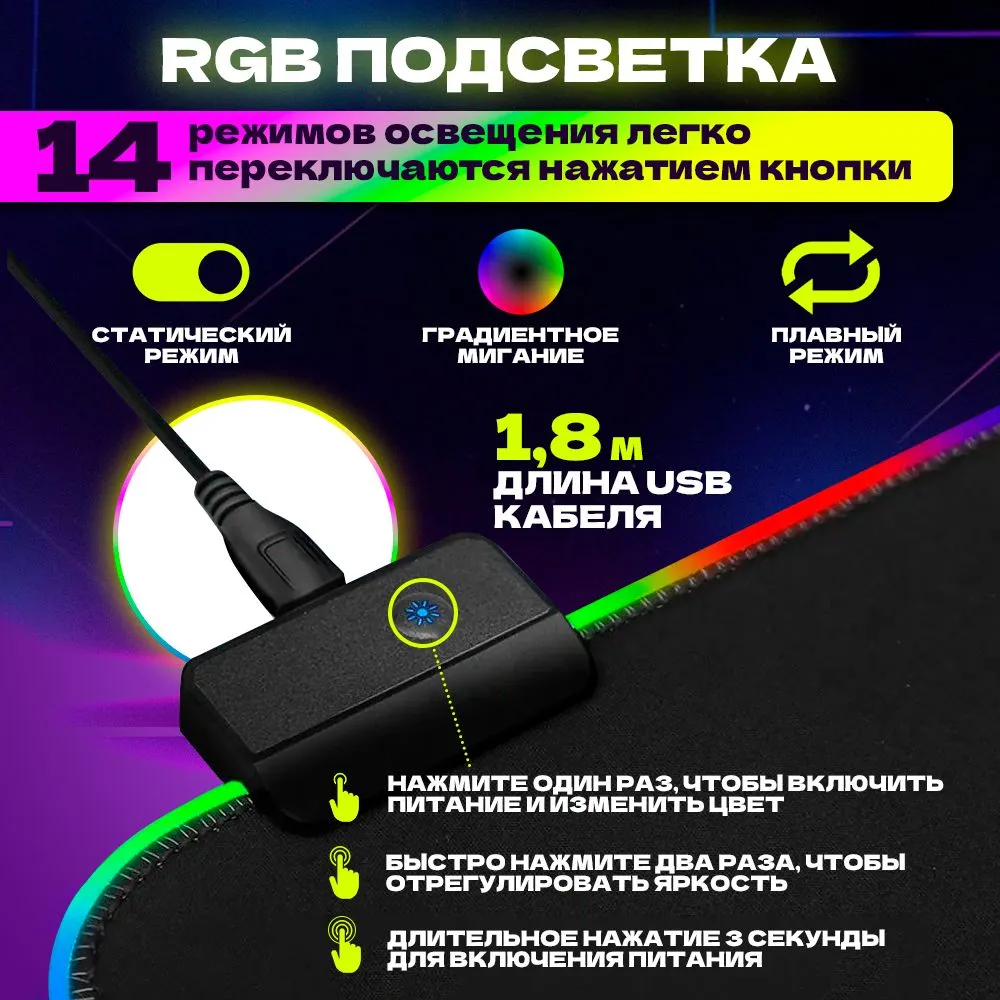 RGB ПОДСВЕТКА
14 режимов освещения легко
переключаются нажатием кнопки
СТАТИЧЕСКИЙ
РЕЖИМ
ГРАДИЕНТНОЕ
МИГАНИЕ
ПЛАВНЫЙ
РЕЖИМ
1,8 м
ДЛИНА USB
КАБЕЛЯ
НАЖМИТЕ ОДИН РАЗ, ЧТОБЫ ВКЛЮЧИТЬ
ПИТАНИЕ И ИЗМЕНИТЬ ЦВЕТ
БЫСТРО НАЖМИТЕ ДВА РАЗА, ЧТОБЫ
ОТРЕГУЛИРОВАТЬ ЯРКОСТЬ
ДЛИТЕЛЬНОЕ НАЖАТИЕ 3 СЕКУНДЫ
ДЛЯ ВКЛЮЧЕНИЯ ПИТАНИЯ